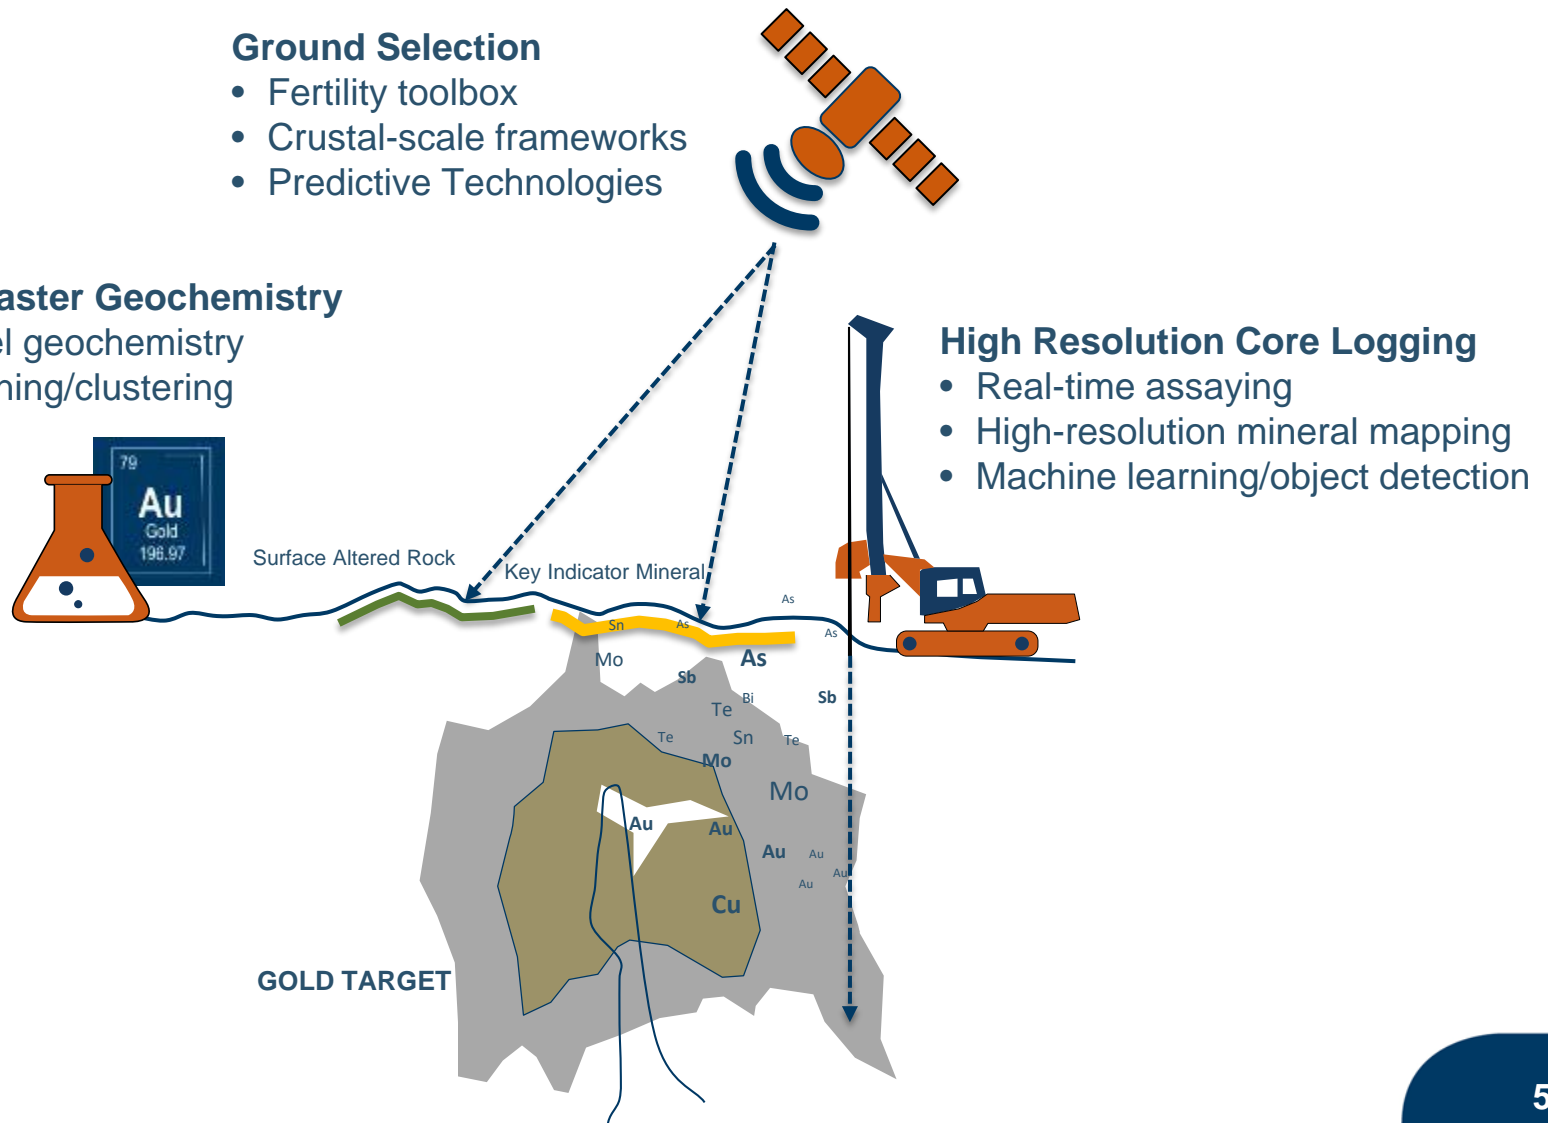 Ground Selection
• Fertility toolbox
• Crustal-scale frameworks
• Predictive Technologies
aster Geochemistry
el geochemistry
ning/clustering
High Resolution Core Logging
• Real-time assaying
• High-resolution mineral mapping
• Machine learning/object detection
79
Au
Gold
196.97
Surface Altered Rock
Key Indicator Mineral
As
Sn
As
As
Mo
As
Sb
Bi
Sb
Te
Te
Sn
Te
Mo
Mo
Au
Au
Au
Au
Au
Au
Cu
GOLD TARGET
5